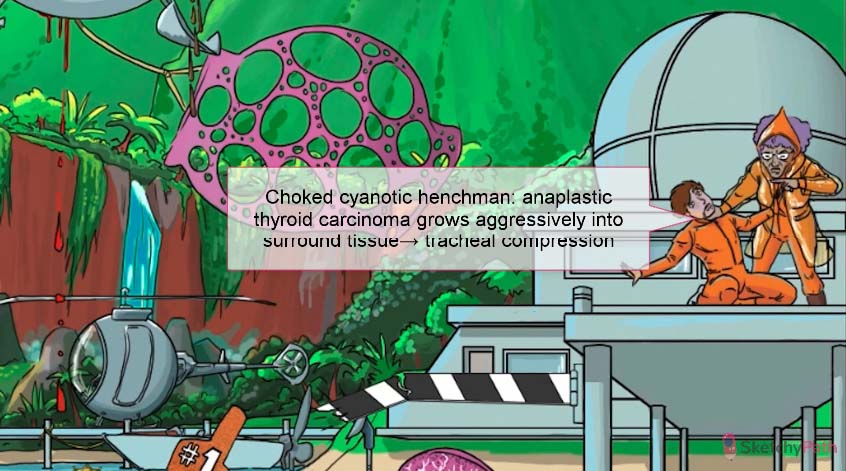 Choked cyanotic henchman: anaplastic
thyroid carcinoma grows aggressively into
surround tissue→ tracheal compression
#1
SketchyPath